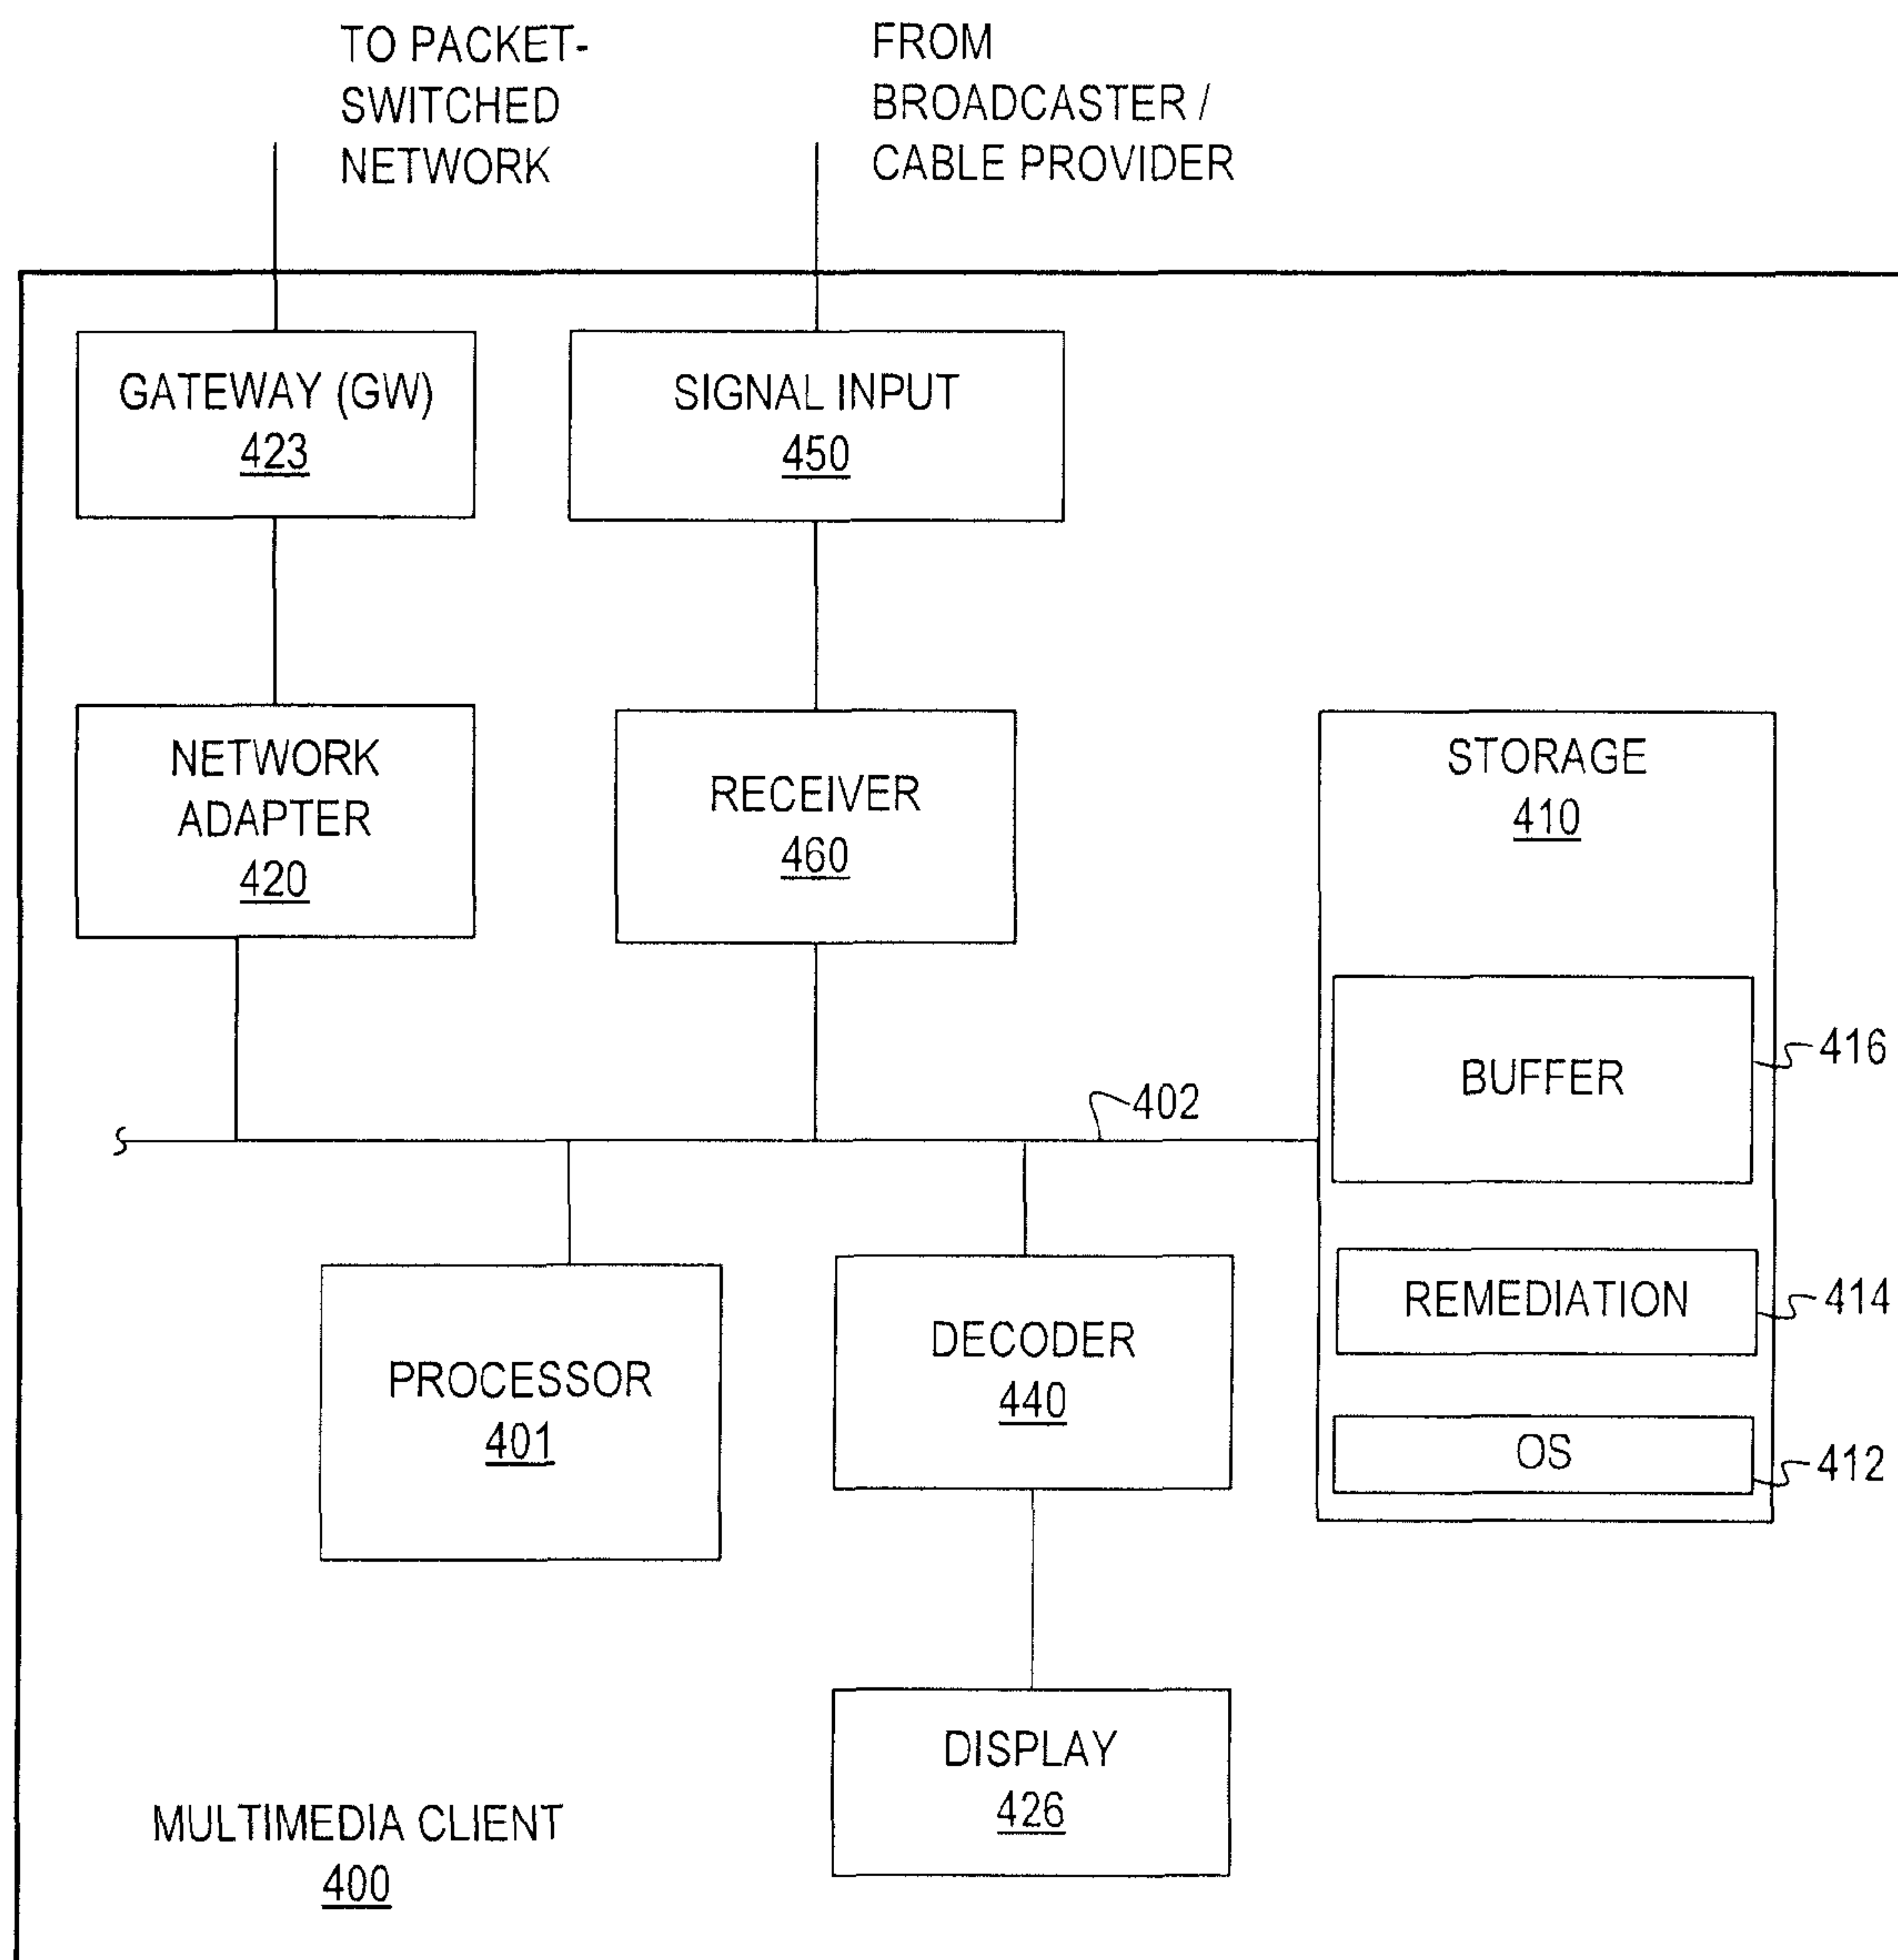 TO PACKET-
SWITCHED
NETWORK
FROM
BROADCASTER /
CABLE PROVIDER
GATEWAY (GW)
423
SIGNAL INPUT
450
NETWORK
ADAPTER
420
RECEIVER
460
STORAGE
410
BUFFER
416
402
REMEDIATION
414
PROCESSOR
401
DECODER
440
OS
412
DISPLAY
426
MULTIMEDIA CLIENT
400